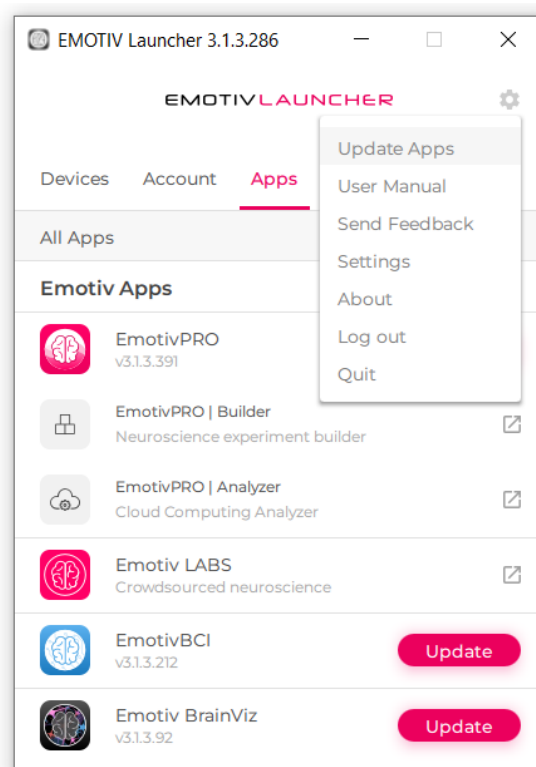 EMOTIV Launcher 3.1.3.286
EMOTIVLAUNCHER
Devices Account Apps
Update Apps
User Manual
Send Feedback
Settings
About
Log out
Quit
All Apps
Emotiv Apps
EmotivPRO
v3.1.3.391
EmotivPRO | Builder
Neuroscience experiment builder
EmotivPRO | Analyzer
Cloud Computing Analyzer
Emotiv LABS
Crowdsourced neuroscience
EmotivBCI
v3.1.3.212
Update
Emotiv BrainViz
v3.1.3.92
Update